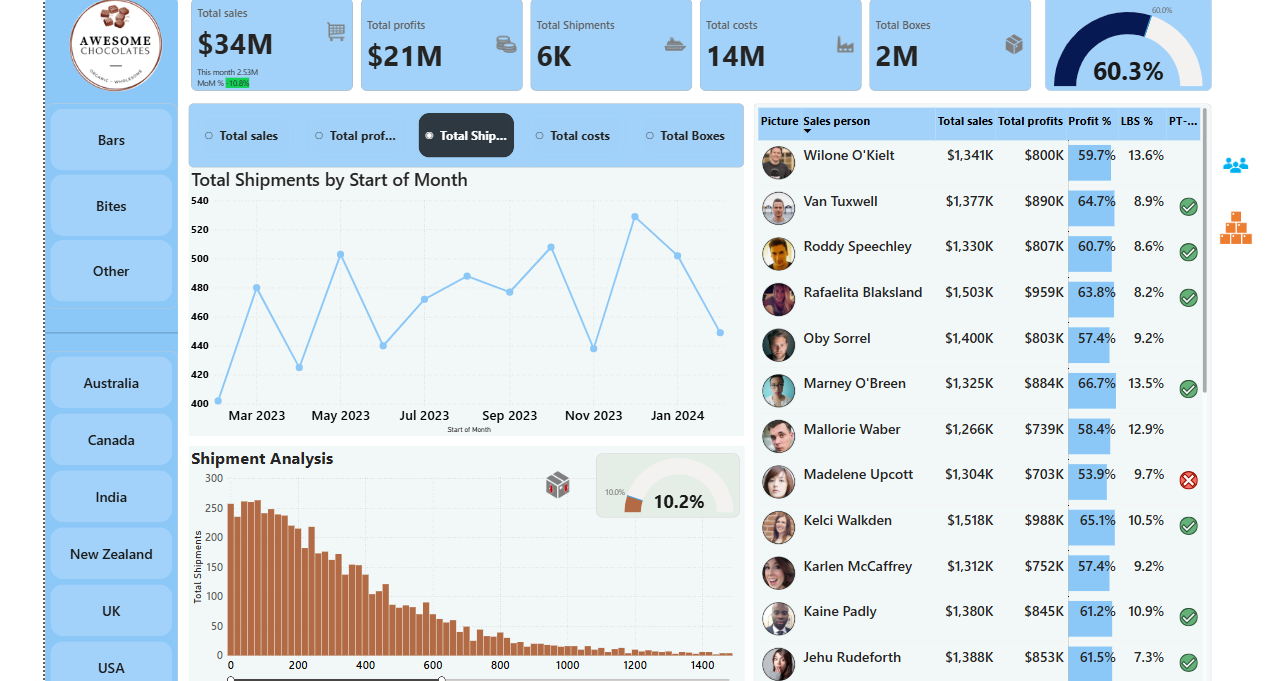 AWESOME
CHOCOLATES
ORGANIC - WHOLESOME
Total sales
$34M
This month 2.53M
MoM % -10.8%
Total profits
$21M
Total Shipments
6K
Total costs
14M
Total Boxes
2M
60.0%
60.3%
Bars
Bites
Other
Australia
Canada
India
New Zealand
UK
USA
Total sales
Total prof...
Total Ship...
Total costs
Total Boxes
Total Shipments by Start of Month
540
520
500
480
460
440
420
400
Mar 2023 May 2023 Jul 2023 Sep 2023 Nov 2023 Jan 2024
Start of Month
Shipment Analysis
10.0%
10.2%
Total Shipments
300
250
200
150
100
50
0
0 200 400 600 800 1000 1200 1400
Picture Sales person Total sales Total profits Profit % LBS % PT-...
Wilone O'Kielt $1,341K $800K 59.7% 13.6%
Van Tuxwell $1,377K $890K 64.7% 8.9%
Roddy Speechley $1,330K $807K 60.7% 8.6%
Rafaelita Blaksland $1,503K $959K 63.8% 8.2%
Oby Sorrel $1,400K $803K 57.4% 9.2%
Marney O'Breen $1,325K $884K 66.7% 13.5%
Mallorie Waber $1,266K $739K 58.4% 12.9%
Madelene Upcott $1,304K $703K 53.9% 9.7%
Kelci Walkden $1,518K $988K 65.1% 10.5%
Karlen McCaffrey $1,312K $752K 57.4% 9.2%
Kaine Padly $1,380K $845K 61.2% 10.9%
Jehu Rudeforth $1,388K $853K 61.5% 7.3%